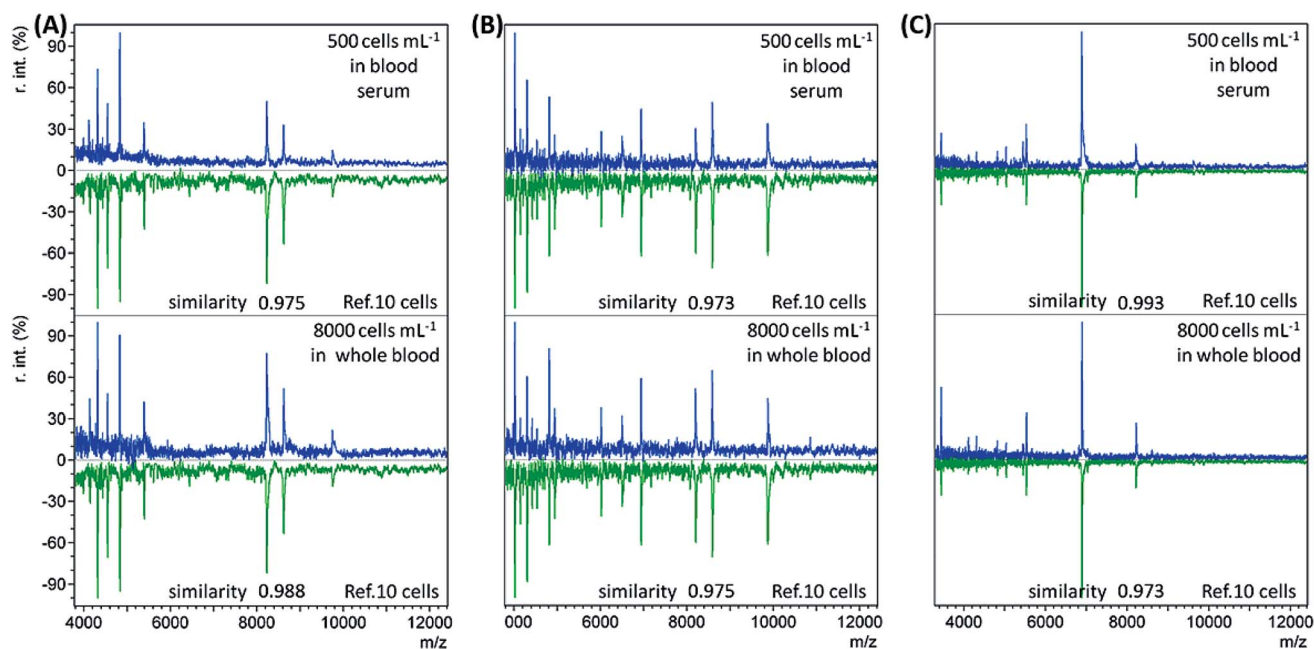 (A)
r. int. (%)
90
60
30
0
-30
-60
-90
500 cells mL⁻¹
in blood
serum
similarity 0.975 Ref.10 cells
r. int. (%)
90
60
30
0
-30
-60
-90
8000 cells mL⁻¹
in whole blood
similarity 0.988 Ref.10 cells
4000 6000 8000 10000 12000
m/z
(B)
500 cells mL⁻¹
in blood
serum
similarity 0.973 Ref.10 cells
8000 cells mL⁻¹
in whole blood
similarity 0.975 Ref.10 cells
000 6000 8000 10000 12000
m/z
(C)
500 cells mL⁻¹
in blood
serum
similarity 0.993 Ref.10 cells
8000 cells mL⁻¹
in whole blood
similarity 0.973 Ref.10 cells
4000 6000 8000 10000 12000
m/z